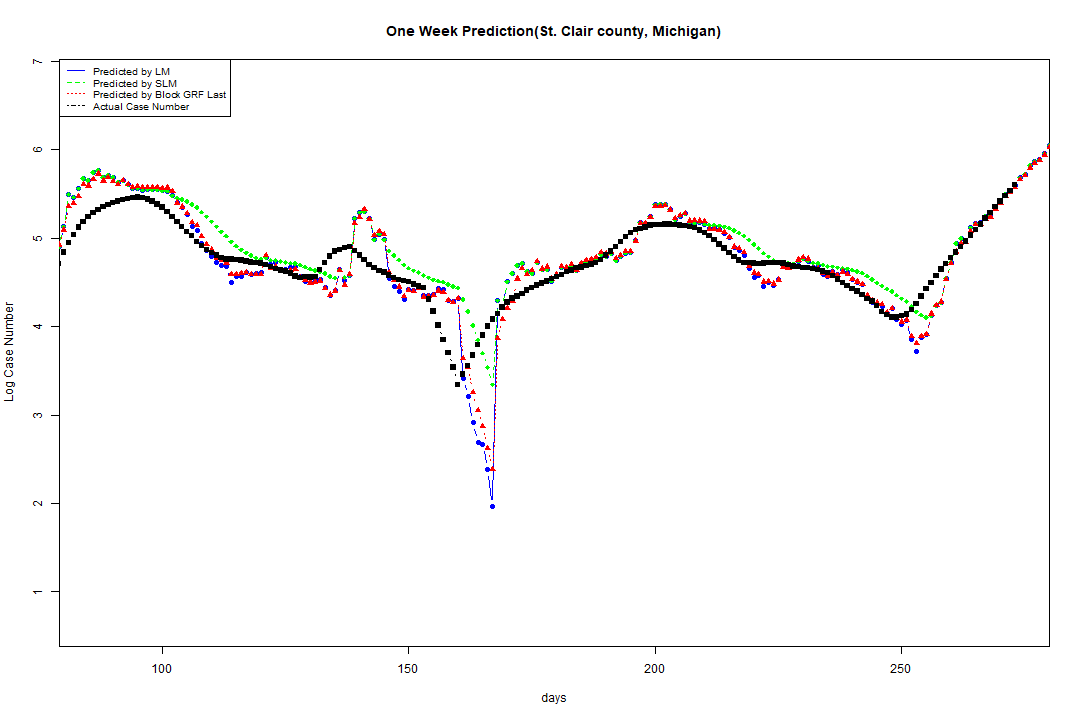 One Week Prediction(St. Clair county, Michigan)
Predicted by LM
Predicted by SLM
Predicted by Block GRF Last
Actual Case Number
7
6
5
4
3
2
1
Log Case Number
100 150 200 250
days